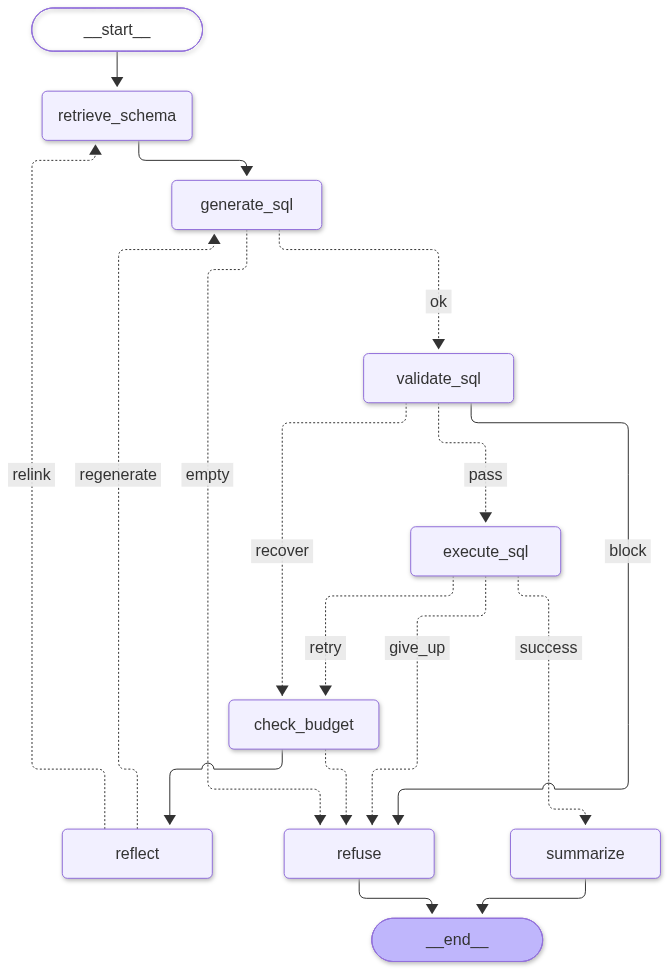 __start__
retrieve_schema
generate_sql
ok
validate_sql
relink
regenerate
empty
pass
recover
execute_sql
block
retry
give_up
success
check_budget
reflect
refuse
summarize
__end__